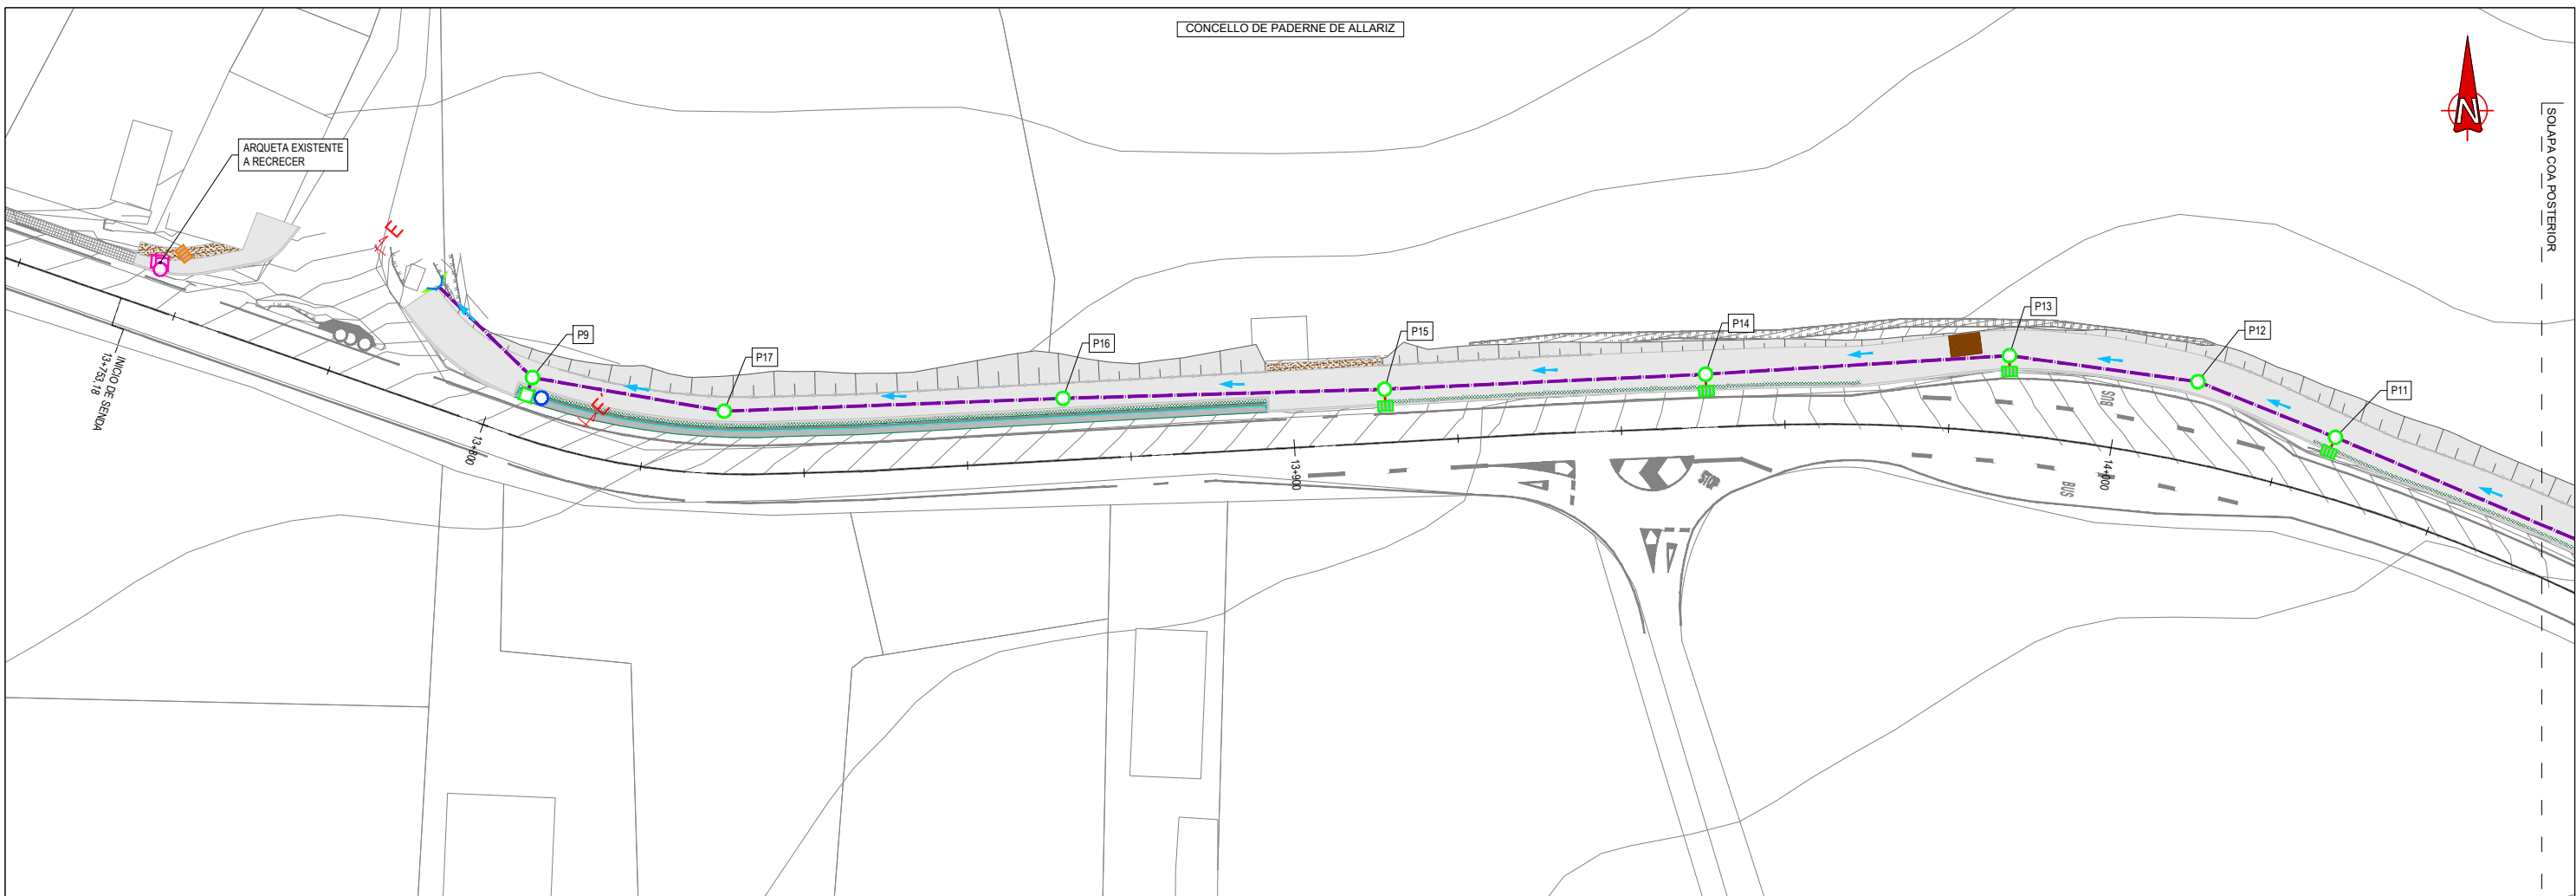 CONCELLO DE PADERNE DE ALLARIZ
N
SOLAPA COA POSTERIOR
ARQUETA EXISTENTE
A RECRECER
E
E'
P9
P17
P16
P15
P14
P13
P12
P11
INICIO DE SENDA
13+753,18
13+800
13+900
14+000
STOP
BUS
BUS